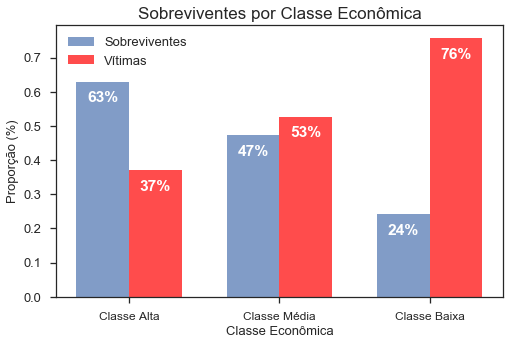 Sobreviventes por Classe Econômica
Sobreviventes
Vítimas
Proporção (%)
0.7
0.6
0.5
0.4
0.3
0.2
0.1
0.0
63%
37%
47%
53%
24%
76%
Classe Alta
Classe Média
Classe Baixa
Classe Econômica